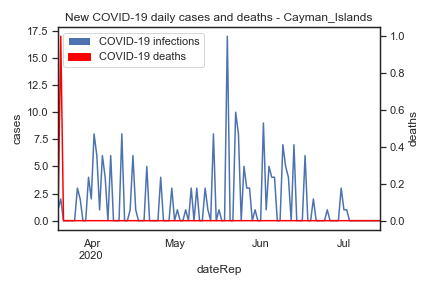 New COVID-19 daily cases and deaths - Cayman_Islands
COVID-19 infections
COVID-19 deaths
17.5
15.0
12.5
10.0
7.5
5.0
2.5
0.0
cases
1.0
0.8
0.6
0.4
0.2
0.0
deaths
Apr
2020
May
Jun
Jul
dateRep